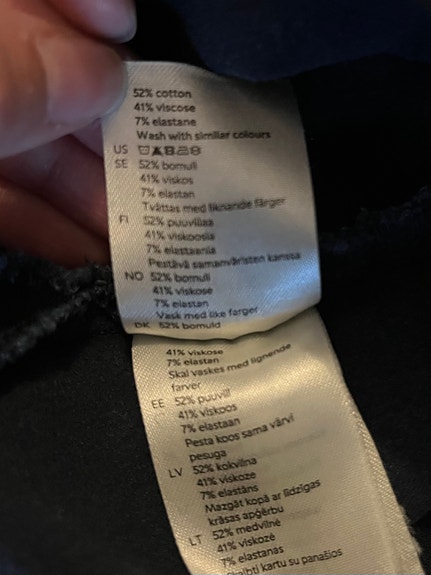 52% cotton
41% viscose
7% elastane
Wash with similar colours
US
SE 52% bomull
41% viskos
7% elastan
Tvättas med liknande färger
FI 52% puuvillaa
41% viskoosia
7% elastaania
Pestävä samanväristen kanssa
NO 52% bomull
41% viskose
7% elastan
Vask med like farger
DK 52% bomuld
41% viskose
7% elastan
Skal vaskes med lignende
farver
EE 52% puuvill
41% viskoos
7% elastaan
Pesta koos sama värvi
pesuga
LV 52% kokvilna
41% viskoze
7% elastāns
Mazgāt kopā ar līdzīgas
krāsas apģērbu
LT 52% medvilnė
41% viskozė
7% elastanas
Skalbti kartu su panašios